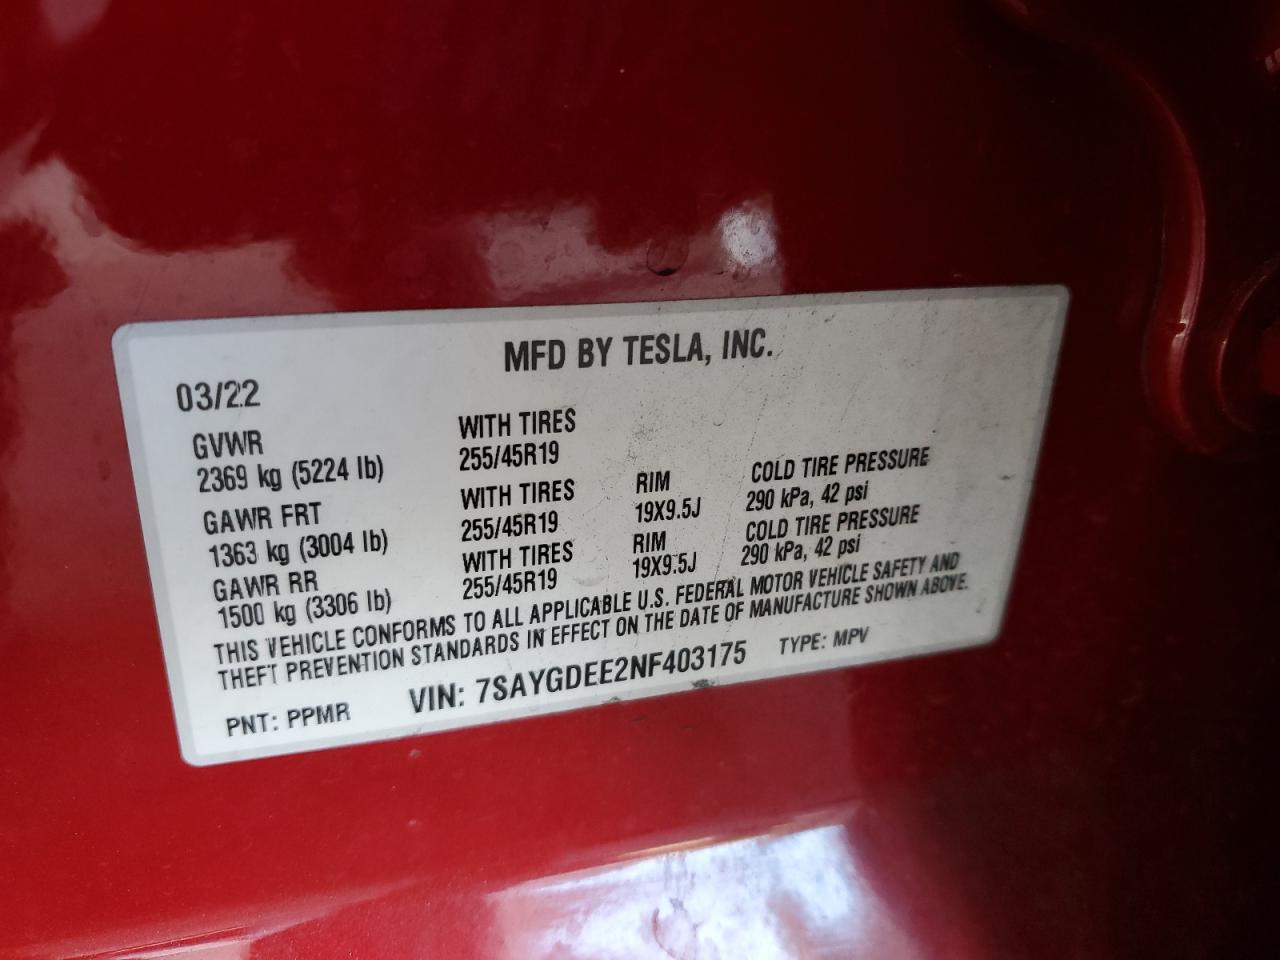 MFD BY TESLA, INC.
03/22
GVWR WITH TIRES
2369 kg (5224 lb) 255/45R19
GAWR FRT WITH TIRES RIM COLD TIRE PRESSURE
1363 kg (3004 lb) 255/45R19 19X9.5J 290 kPa, 42 psi
GAWR RR WITH TIRES RIM COLD TIRE PRESSURE
1500 kg (3306 lb) 255/45R19 19X9.5J 290 kPa, 42 psi
THIS VEHICLE CONFORMS TO ALL APPLICABLE U.S. FEDERAL MOTOR VEHICLE SAFETY AND
THEFT PREVENTION STANDARDS IN EFFECT ON THE DATE OF MANUFACTURE SHOWN ABOVE.
PNT: PPMR VIN: 7SAYGDEE2NF403175 TYPE: MPV